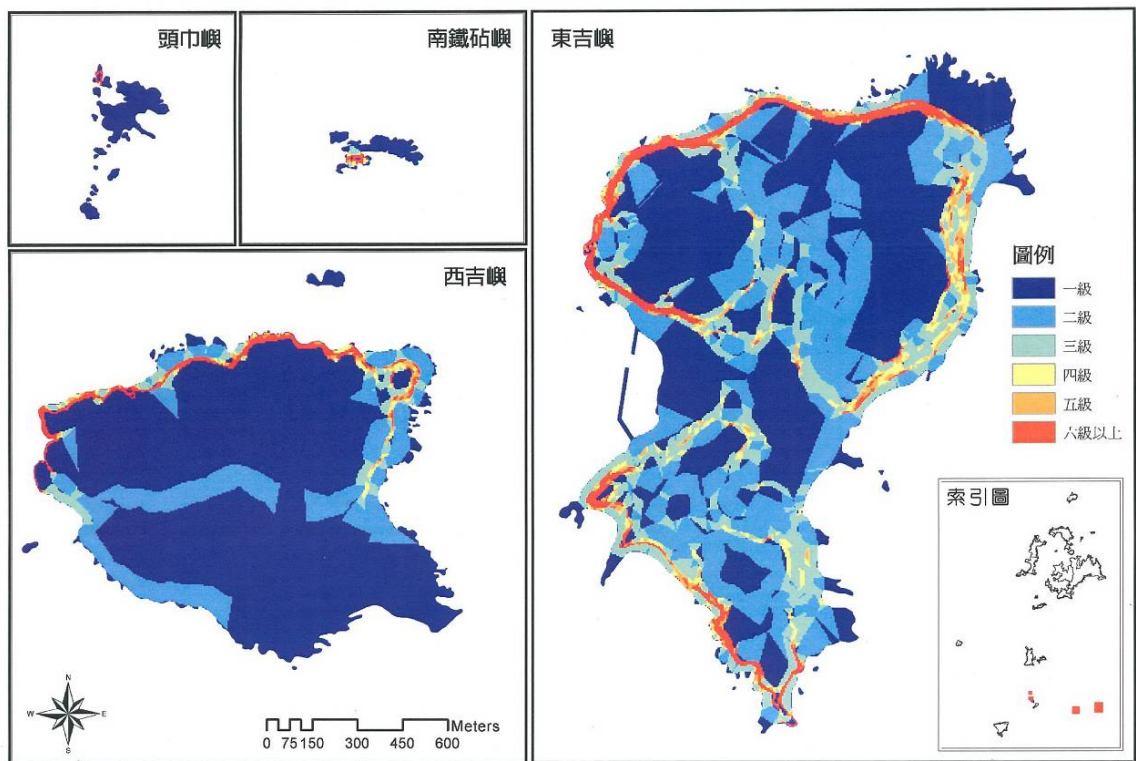 頭巾嶼
南鐵砧嶼
東吉嶼
西吉嶼
圖例
一級
二級
三級
四級
五級
六級以上
索引圖
N
W
E
S
Meters
0 75 150 300 450 600